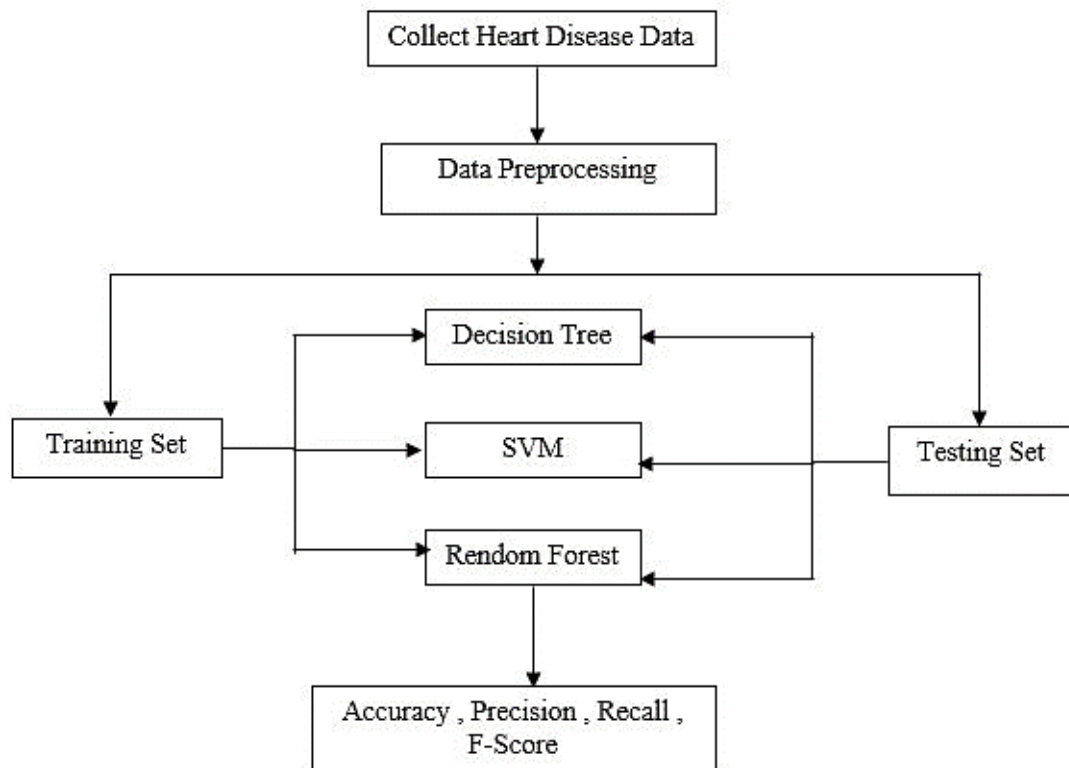 Collect Heart Disease Data
Data Preprocessing
Decision Tree
Training Set
SVM
Testing Set
Rendom Forest
Accuracy , Precision , Recall ,
F-Score